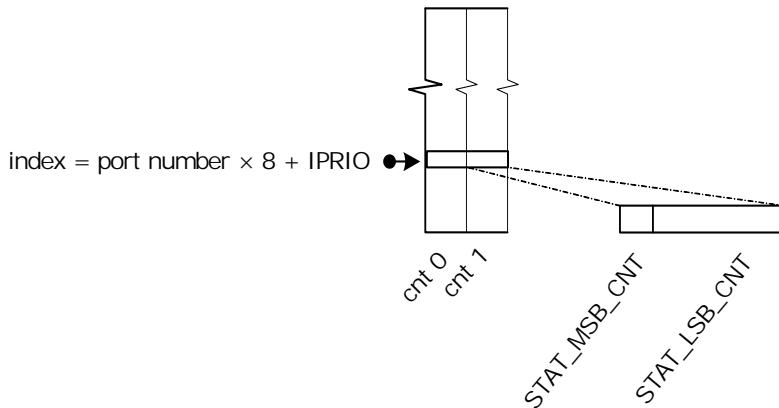 index = port number × 8 + IPRIO
cnt 0
cnt 1
STAT_MSB_CNT
STAT_LSB_CNT